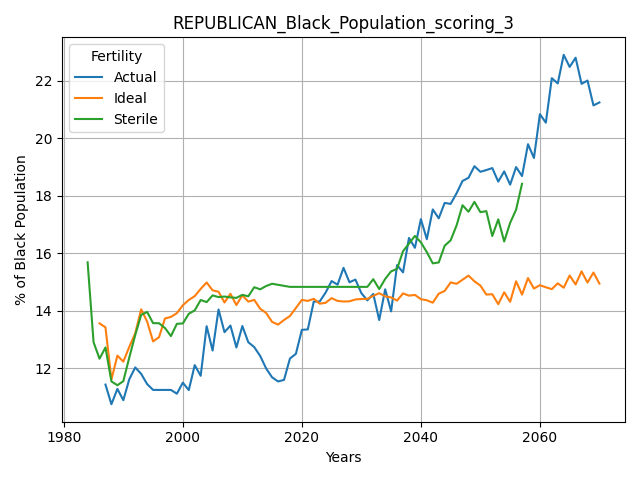 REPUBLICAN_Black_Population_scoring_3
Fertility
Actual
Ideal
Sterile
% of Black Population
22
20
18
16
14
12
1980 2000 2020 2040 2060
Years